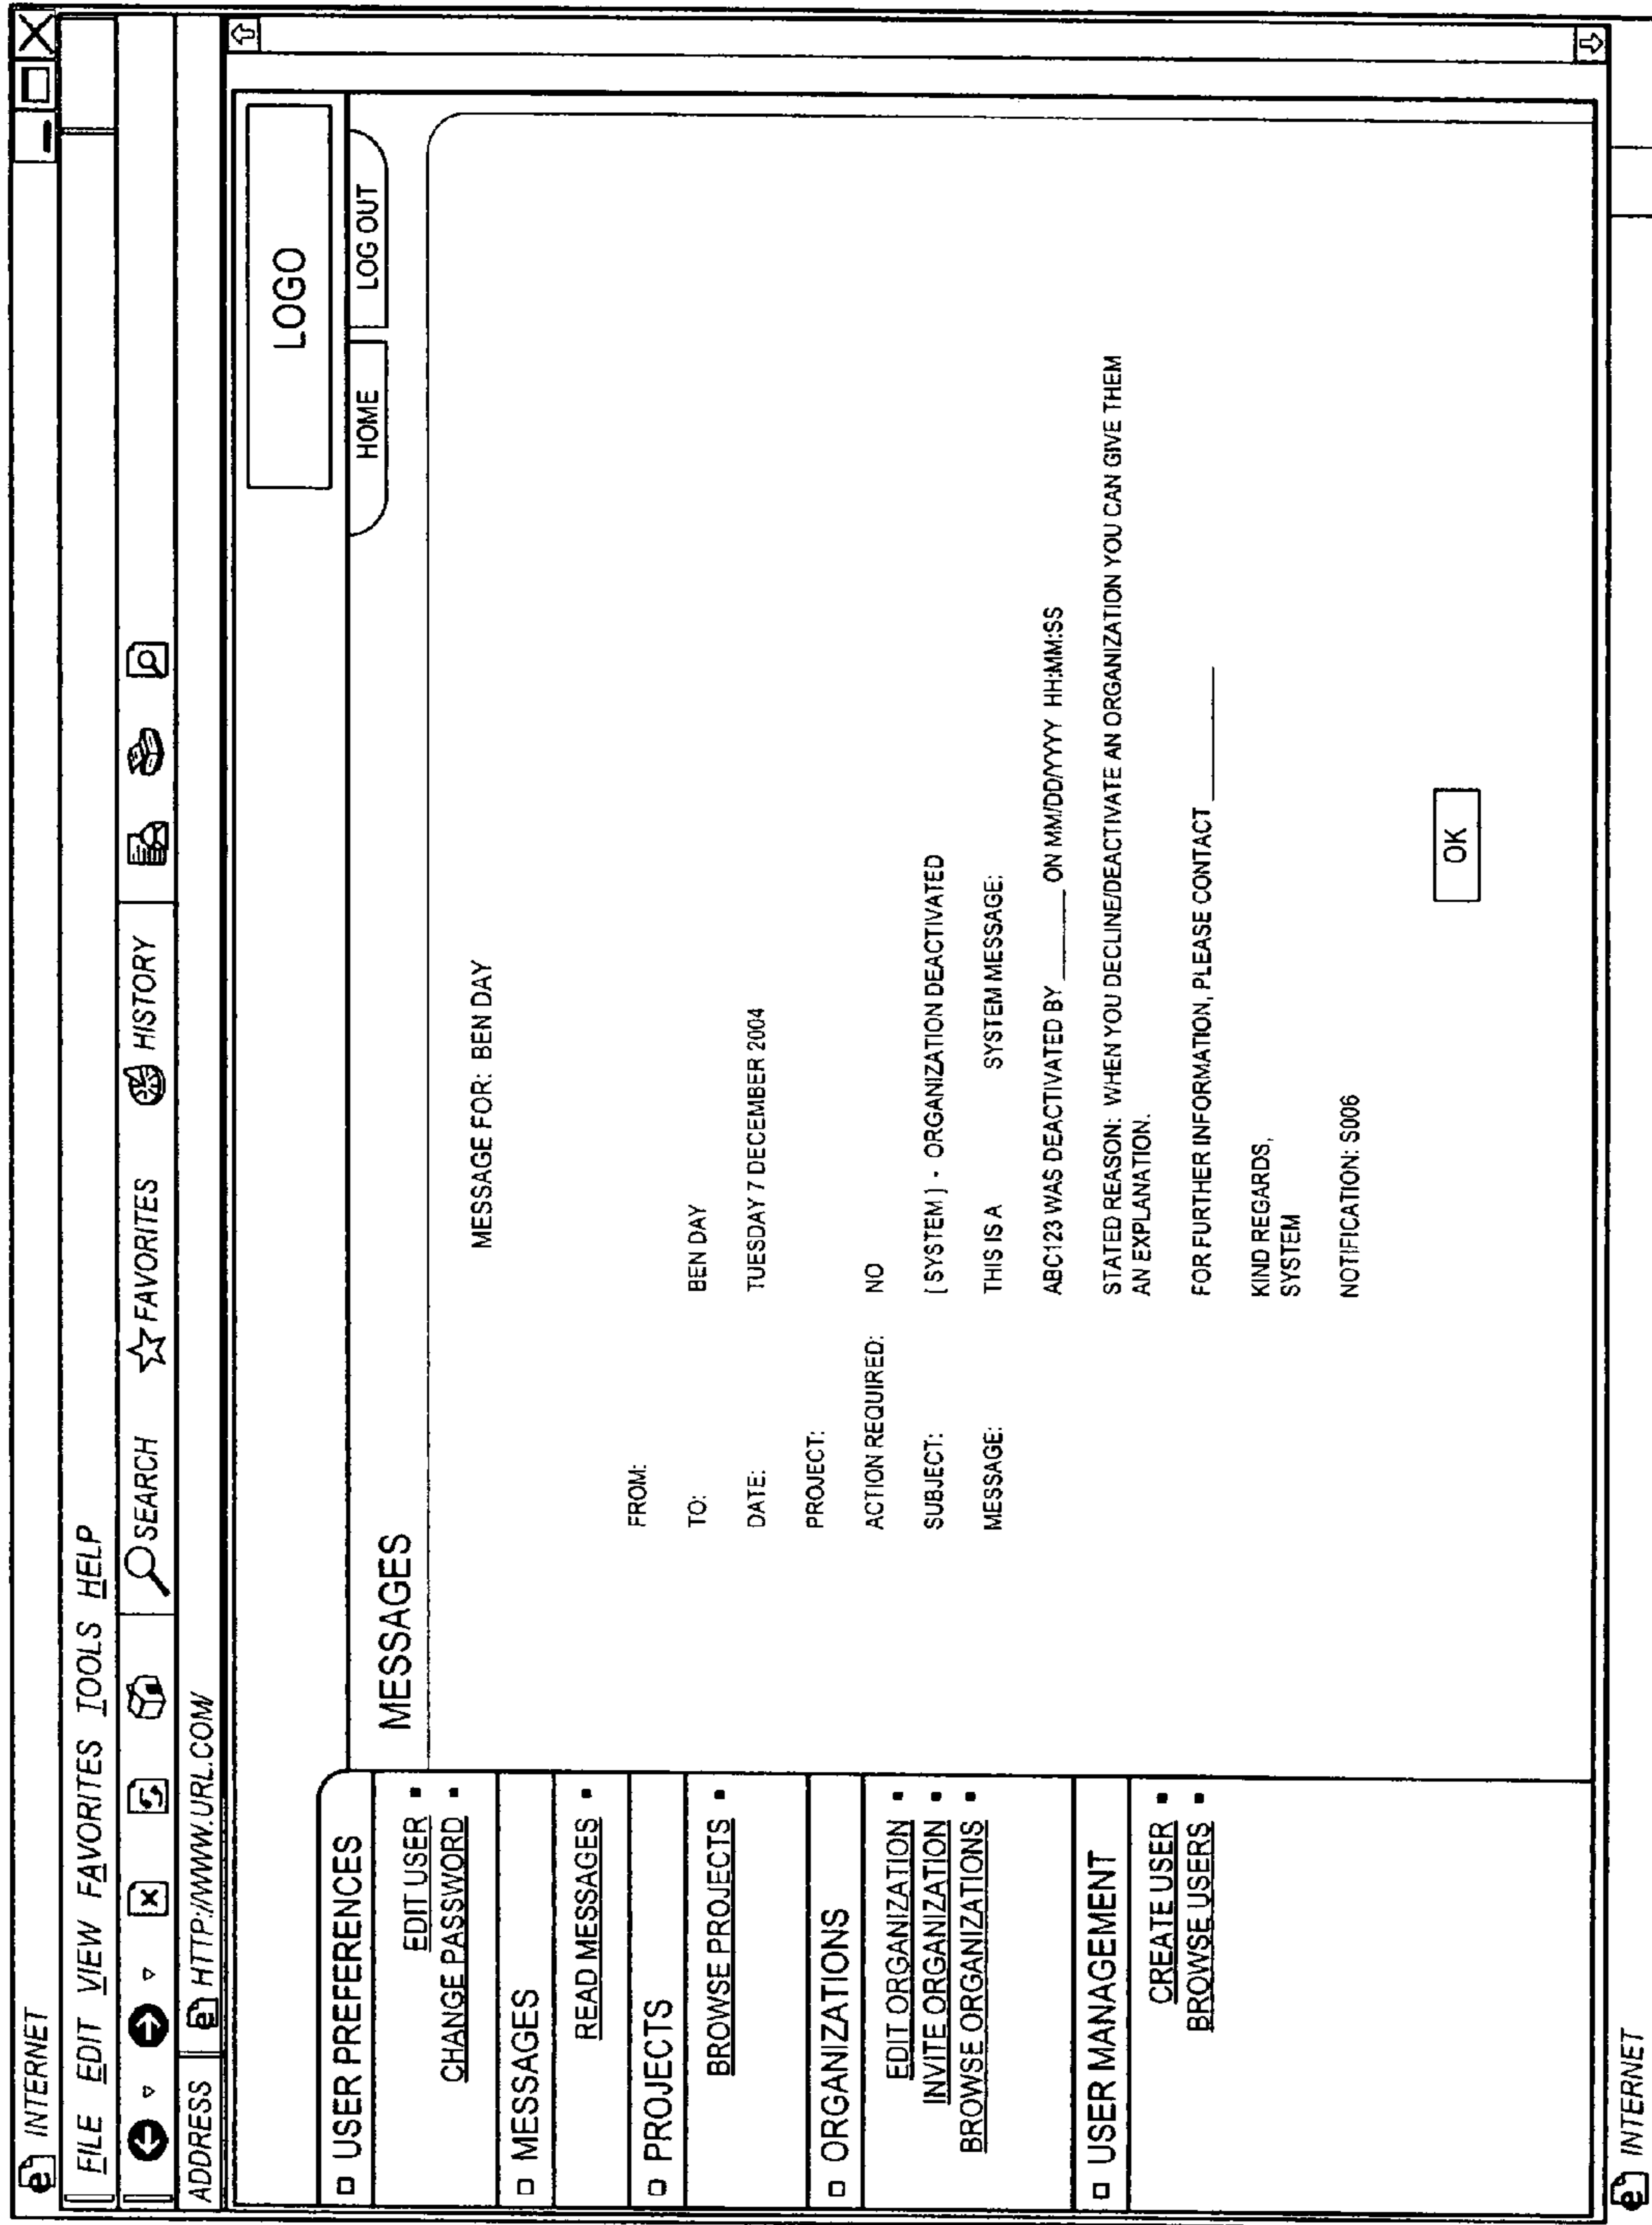 INTERNET
FILE EDIT VIEW FAVORITES TOOLS HELP
SEARCH FAVORITES HISTORY
ADDRESS HTTP://WWW.URL.COM
LOGO
HOME LOG OUT
USER PREFERENCES
EDIT USER
CHANGE PASSWORD
MESSAGES
READ MESSAGES
PROJECTS
BROWSE PROJECTS
ORGANIZATIONS
EDIT ORGANIZATION
INVITE ORGANIZATION
BROWSE ORGANIZATIONS
USER MANAGEMENT
CREATE USER
BROWSE USERS
MESSAGES
MESSAGE FOR: BEN DAY
FROM:
TO: BEN DAY
DATE: TUESDAY 7 DECEMBER 2004
PROJECT:
ACTION REQUIRED: NO
SUBJECT: [ SYSTEM ] - ORGANIZATION DEACTIVATED
MESSAGE: THIS IS A SYSTEM MESSAGE:
ABC123 WAS DEACTIVATED BY ______ ON MM/DD/YYYY HH:MM:SS
STATED REASON: WHEN YOU DECLINE/DEACTIVATE AN ORGANIZATION YOU CAN GIVE THEM
AN EXPLANATION.
FOR FURTHER INFORMATION, PLEASE CONTACT ____________
KIND REGARDS,
SYSTEM
NOTIFICATION: S006
OK
INTERNET